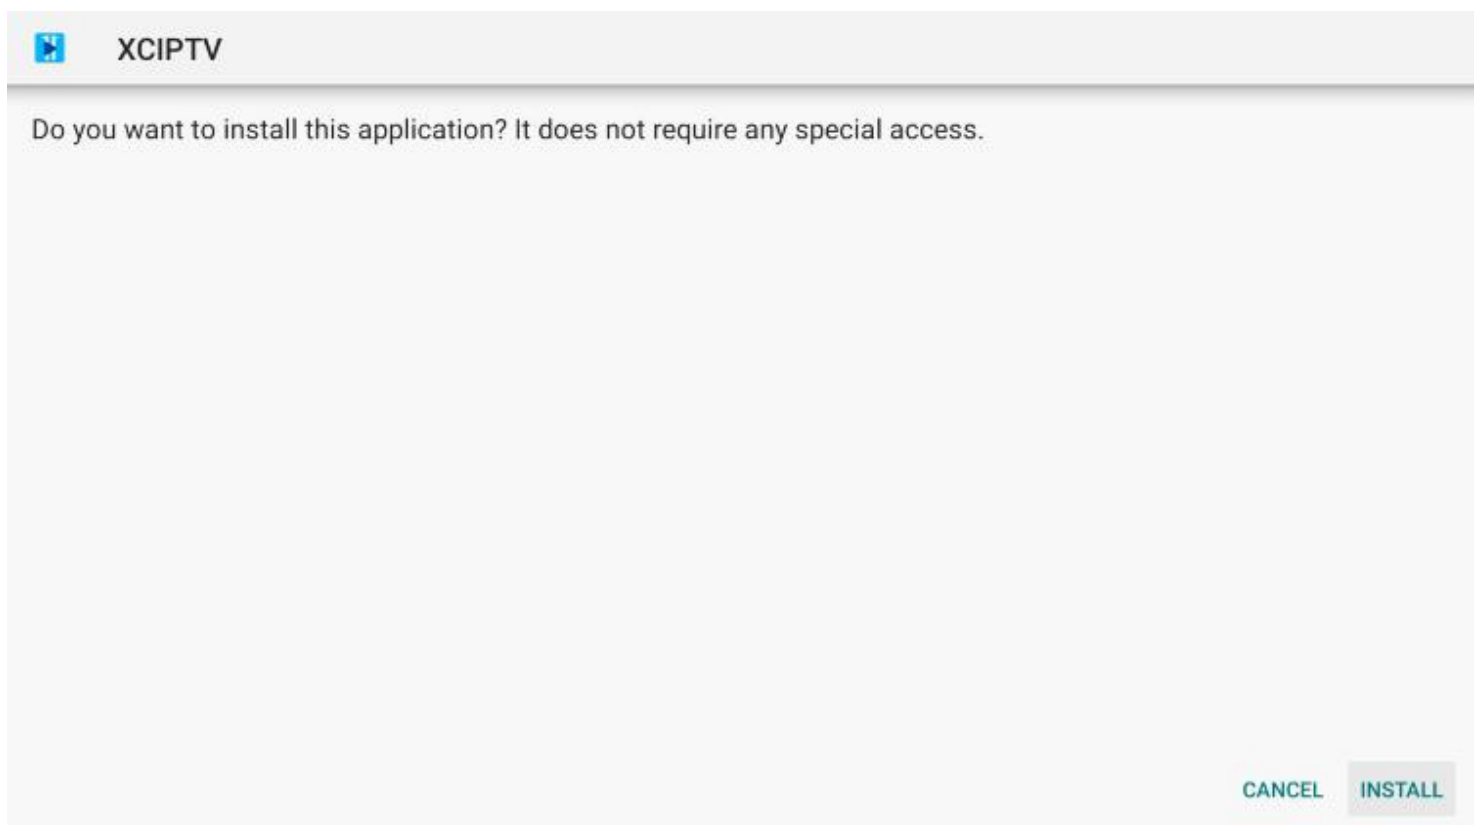 XCIPTV
Do you want to install this application? It does not require any special access.
CANCEL INSTALL